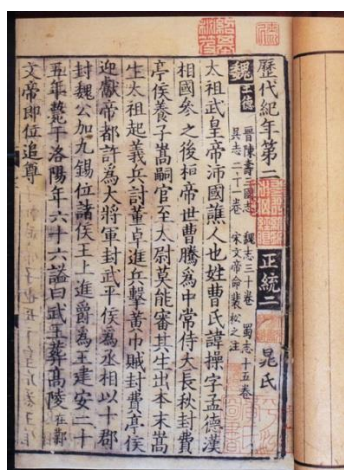 歷代紀年第二
正統二
晁氏
魏 土德
晉陳壽三國志 魏志三十卷 蜀志十五卷
吳志二十一卷 宋文帝命裴松之注
太祖武皇帝沛國譙人也姓曹氏諱操字孟德漢
相國參之後桓帝世曹騰為中常侍大長秋封費
亭侯養子嵩嗣官至太尉莫能審其生出本末嵩
生太祖起義兵討董卓進兵擊黃巾賊封費亭侯
迎獻帝都許為大將軍封武平侯為丞相以十郡
封魏公加九錫位諸侯王上進爵為王建安二十
五年薨于洛陽年六十六謚曰武王葬高陵在鄴
文帝即位追尊